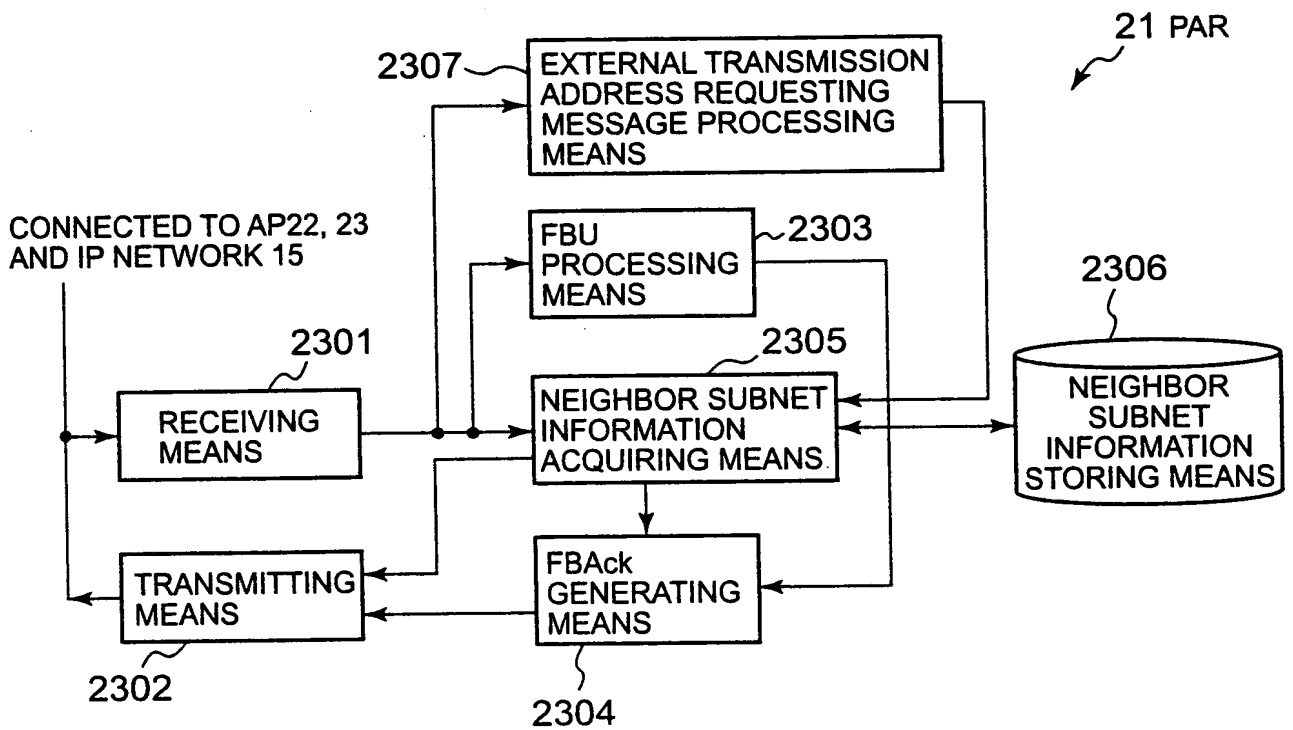 21 PAR
2307
EXTERNAL TRANSMISSION
ADDRESS REQUESTING
MESSAGE PROCESSING
MEANS
CONNECTED TO AP22, 23
AND IP NETWORK 15
FBU
PROCESSING
MEANS
2303
2306
2301
2305
RECEIVING
MEANS
NEIGHBOR SUBNET
INFORMATION
ACQUIRING MEANS
NEIGHBOR
SUBNET
INFORMATION
STORING MEANS
TRANSMITTING
MEANS
FBAck
GENERATING
MEANS
2302
2304